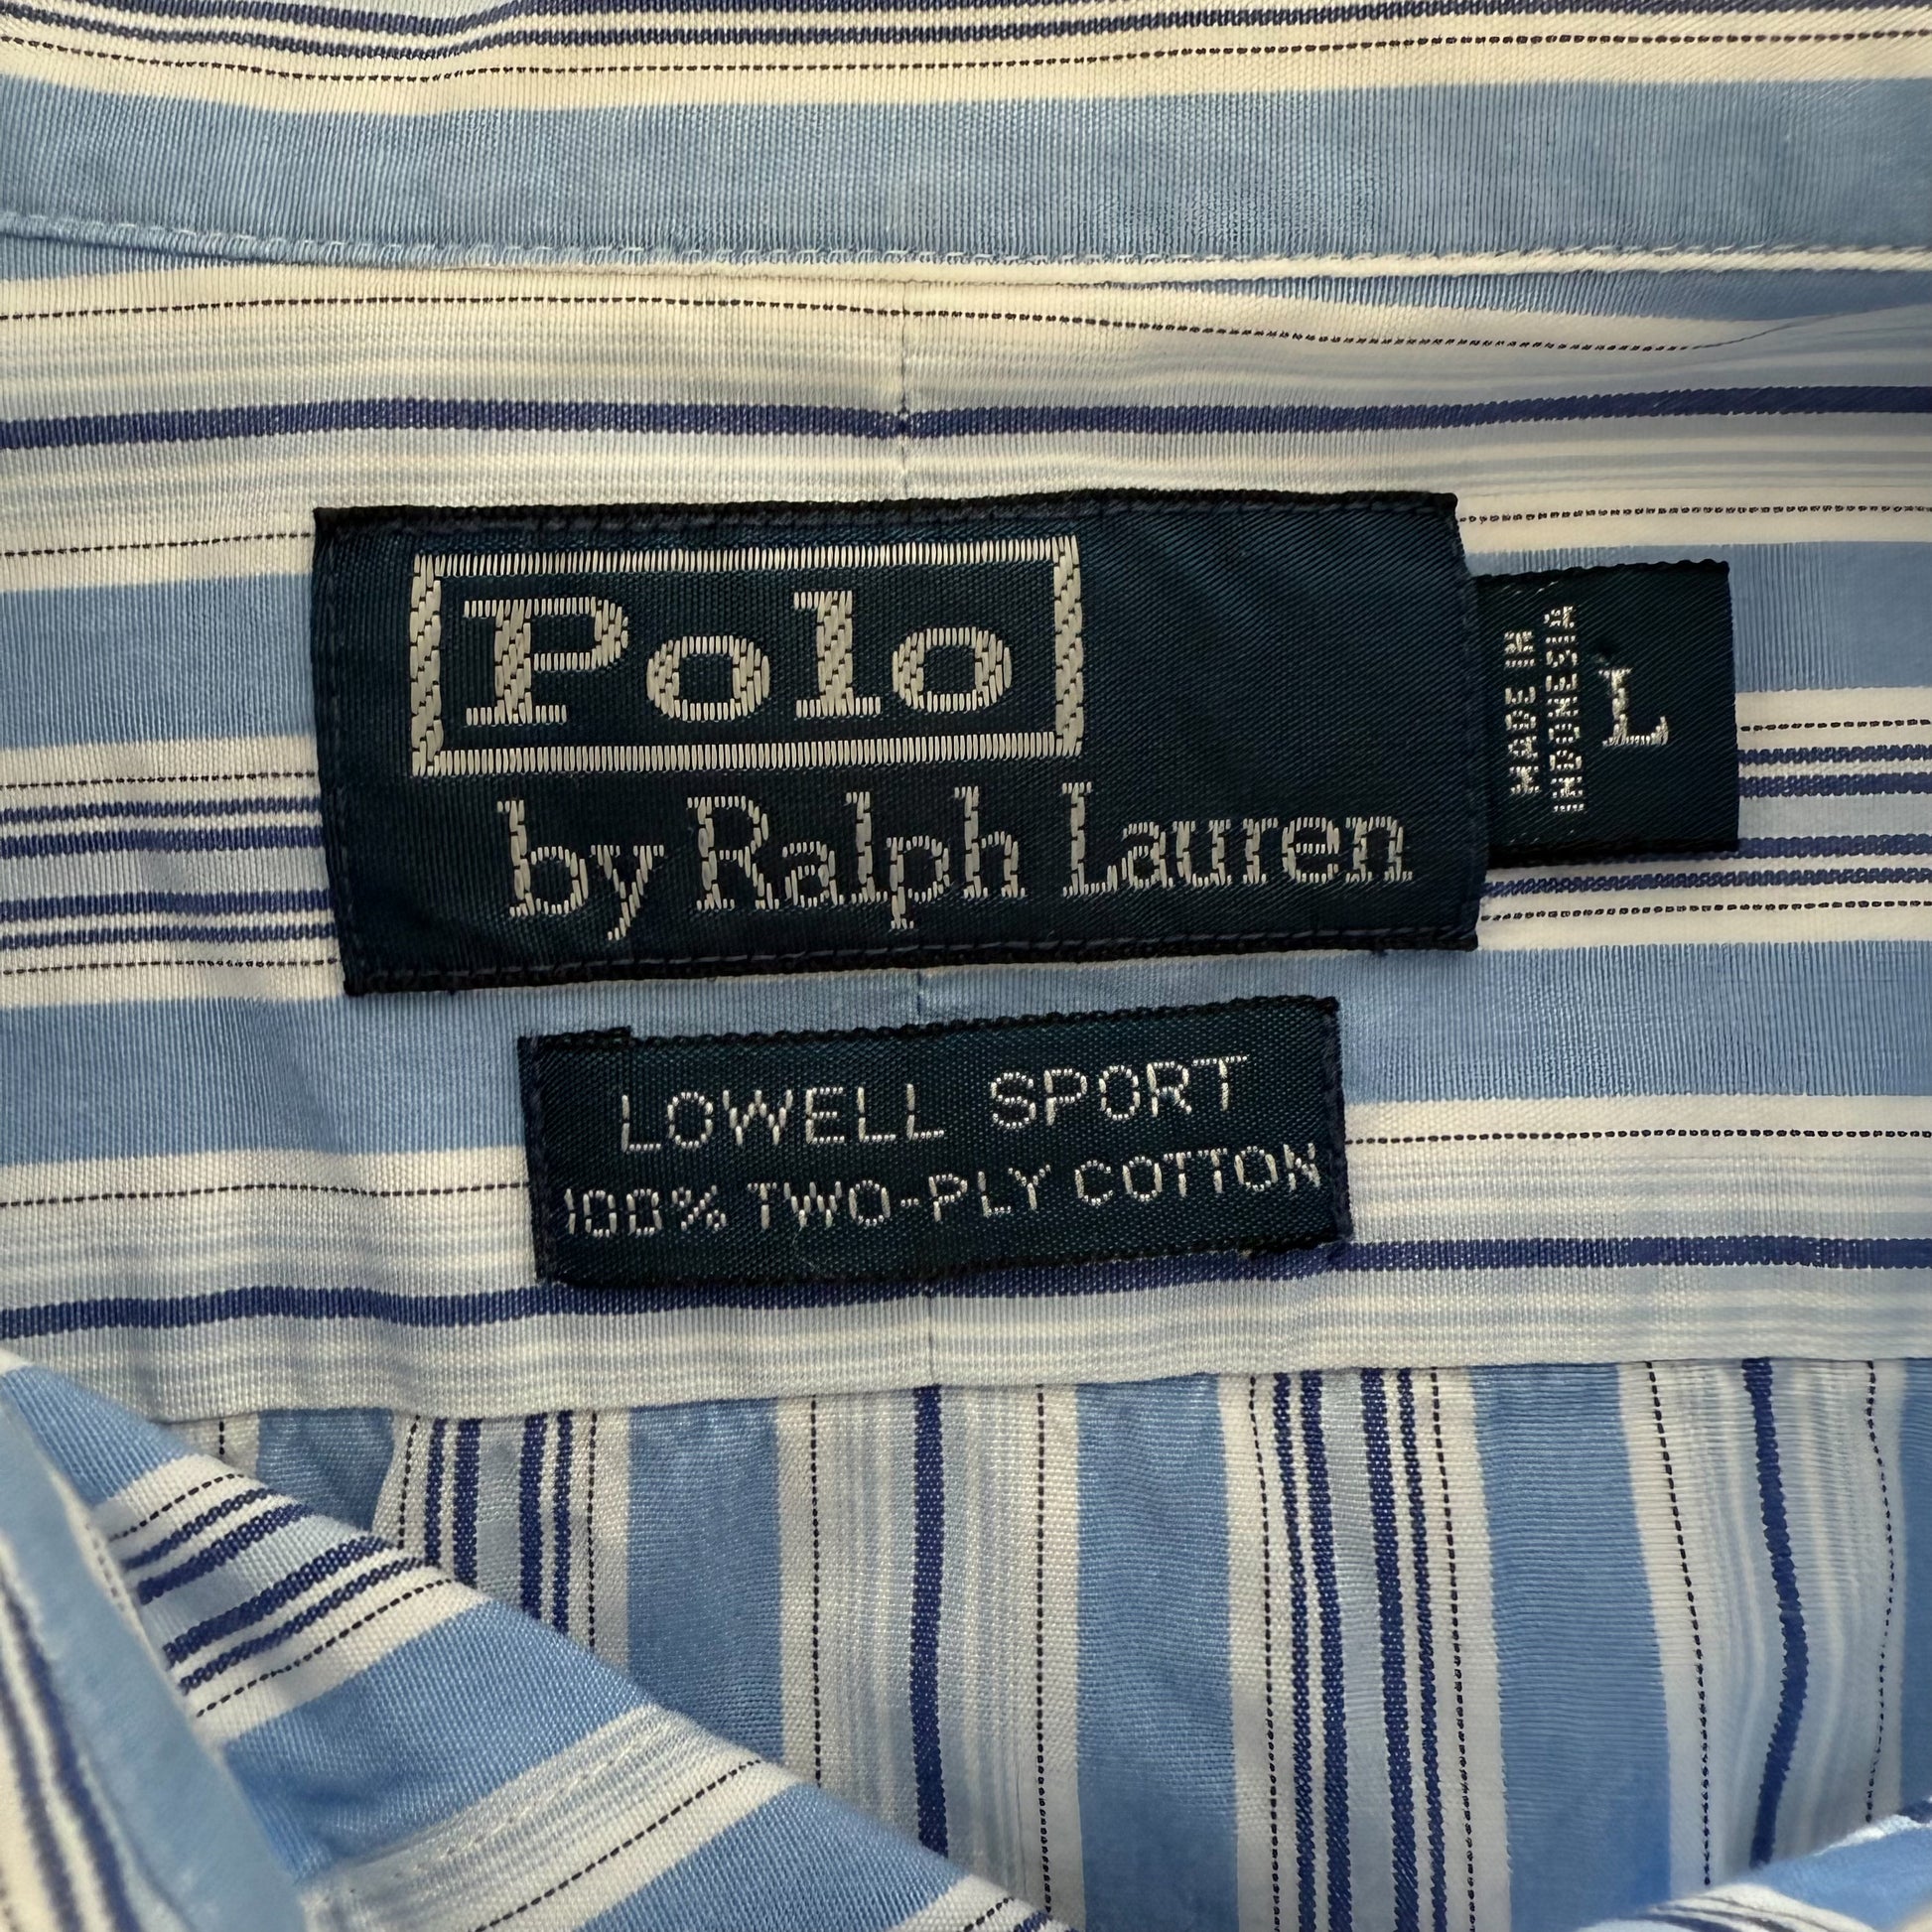 Polo
by Ralph Lauren
MADE IN
INDONESIA
L
LOWELL SPORT
100% TWO-PLY COTTON